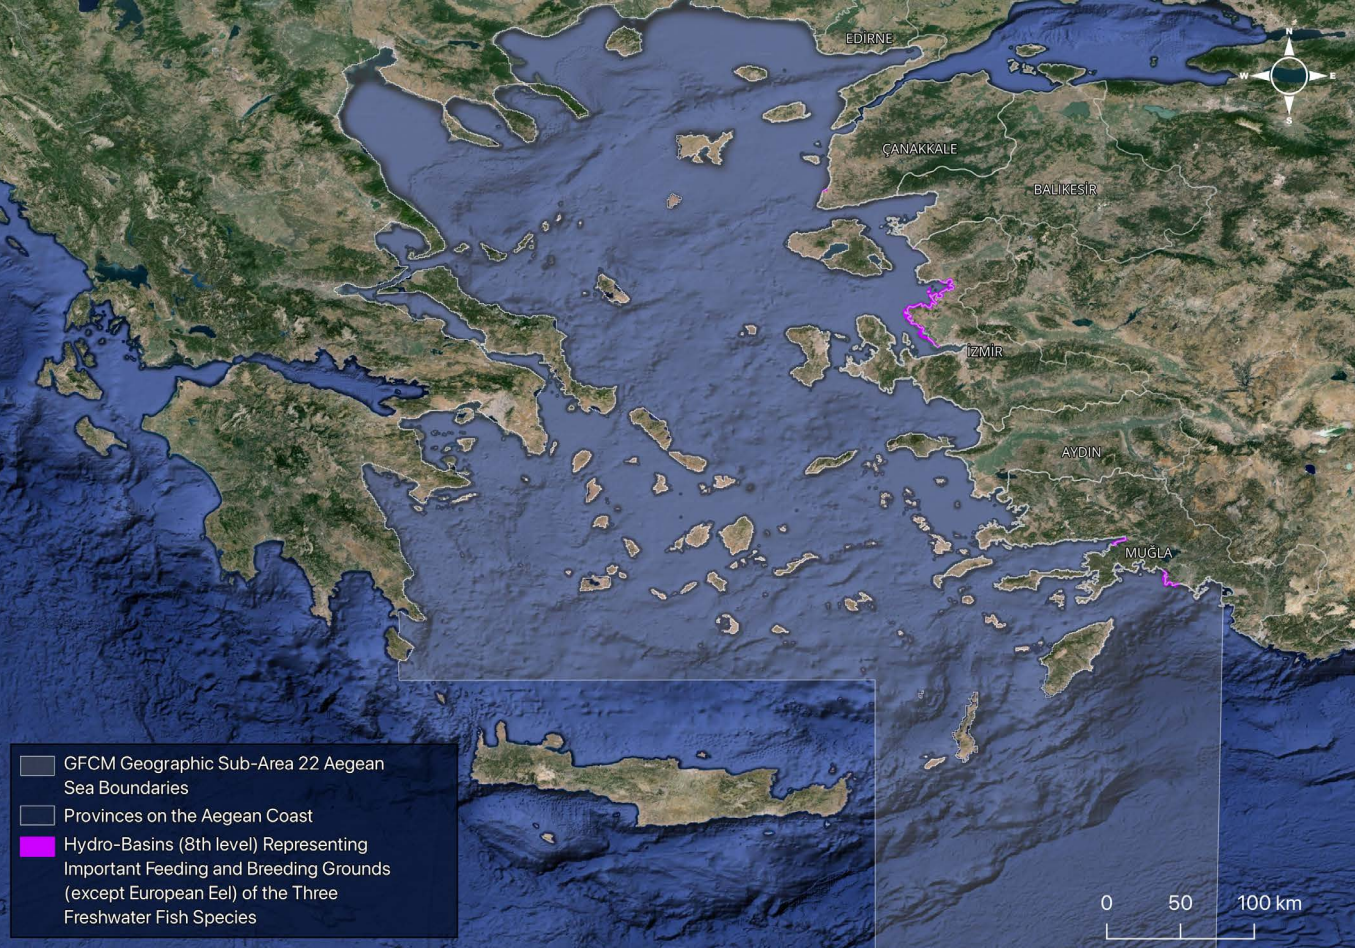 EDİRNE
N
W
E
S
ÇANAKKALE
BALIKESİR
İZMİR
AYDIN
MUĞLA
GFCM Geographic Sub-Area 22 Aegean
Sea Boundaries
Provinces on the Aegean Coast
Hydro-Basins (8th level) Representing
Important Feeding and Breeding Grounds
(except European Eel) of the Three
Freshwater Fish Species
0 50 100 km